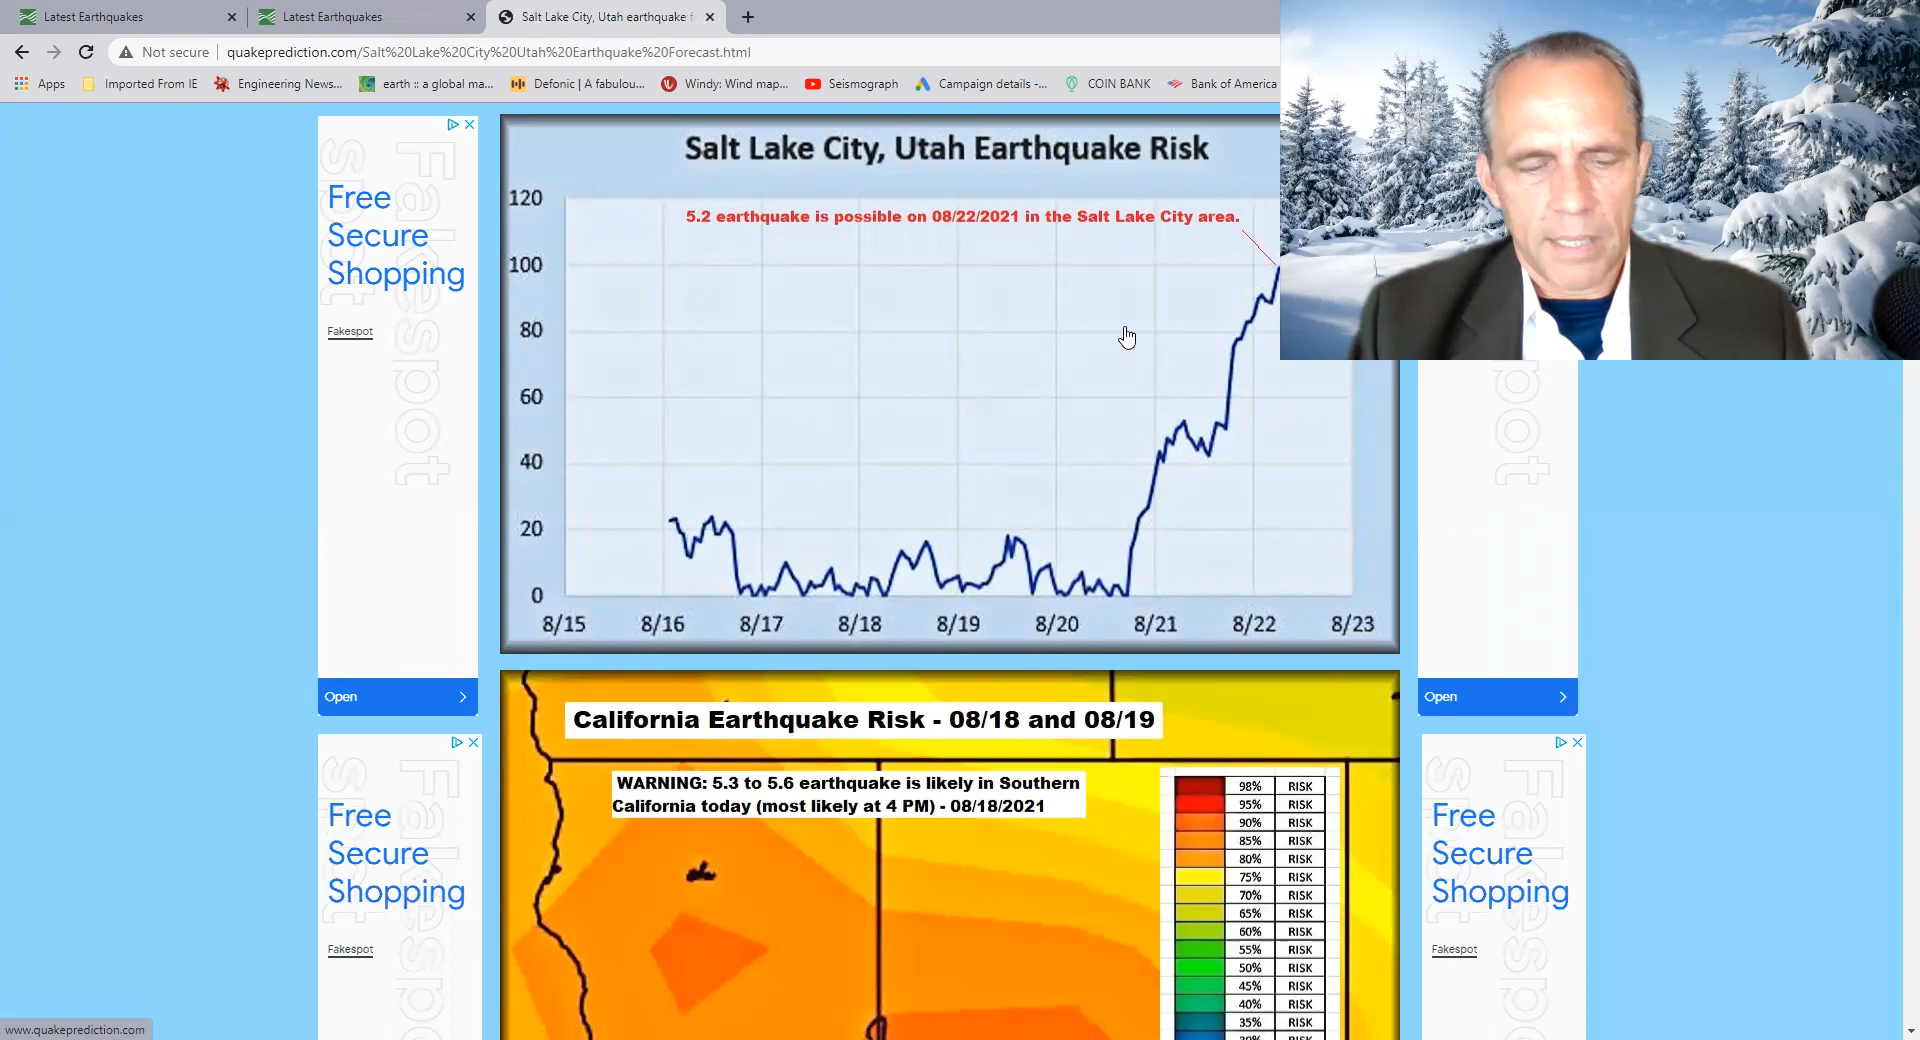 Latest Earthquakes
Latest Earthquakes
Salt Lake City, Utah earthquake f
Not secure
quakeprediction.com/Salt%20Lake%20City%20Utah%20Earthquake%20Forecast.html
Apps
Imported From IE
Engineering News...
earth :: a global ma...
Defonic | A fabulou...
Windy: Wind map...
Seismograph
Campaign details -...
COIN BANK
Bank of America
Fakespot
Free
Secure
Shopping
Fakespot
Open
Salt Lake City, Utah Earthquake Risk
5.2 earthquake is possible on 08/22/2021 in the Salt Lake City area.
120
100
80
60
40
20
0
8/15
8/16
8/17
8/18
8/19
8/20
8/21
8/22
8/23
spot
Open
Fakespot
Free
Secure
Shopping
Fakespot
California Earthquake Risk - 08/18 and 08/19
WARNING: 5.3 to 5.6 earthquake is likely in Southern
California today (most likely at 4 PM) - 08/18/2021
98% RISK
95% RISK
90% RISK
85% RISK
80% RISK
75% RISK
70% RISK
65% RISK
60% RISK
55% RISK
50% RISK
45% RISK
40% RISK
35% RISK
Fakespot
Free
Secure
Shopping
Fakespot
www.quakeprediction.com